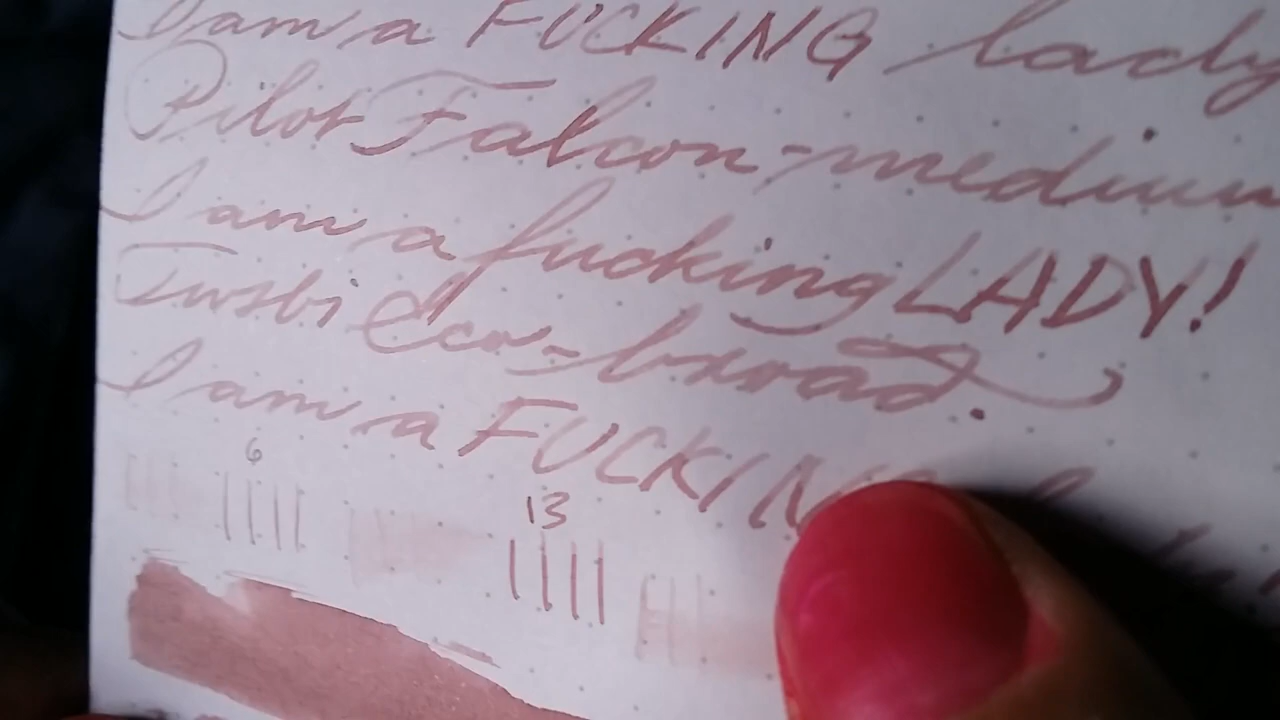 I am a FUCKING lady
Pilot Falcon-medium
I am a fucking LADY!
Twsbi Eco-broad.
I am a FUCKIN
6
13